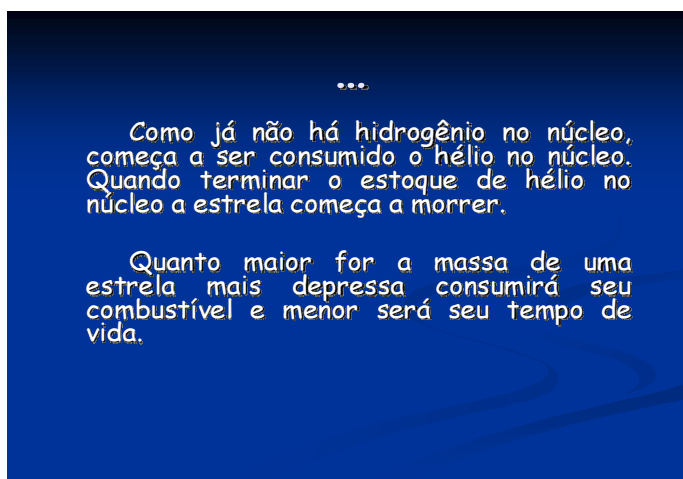 ...
Como já não há hidrogênio no núcleo,
começa a ser consumido o hélio no núcleo.
Quando terminar o estoque de hélio no
núcleo a estrela começa a morrer.
Quanto maior for a massa de uma
estrela mais depressa consumirá seu
combustível e menor será seu tempo de
vida.